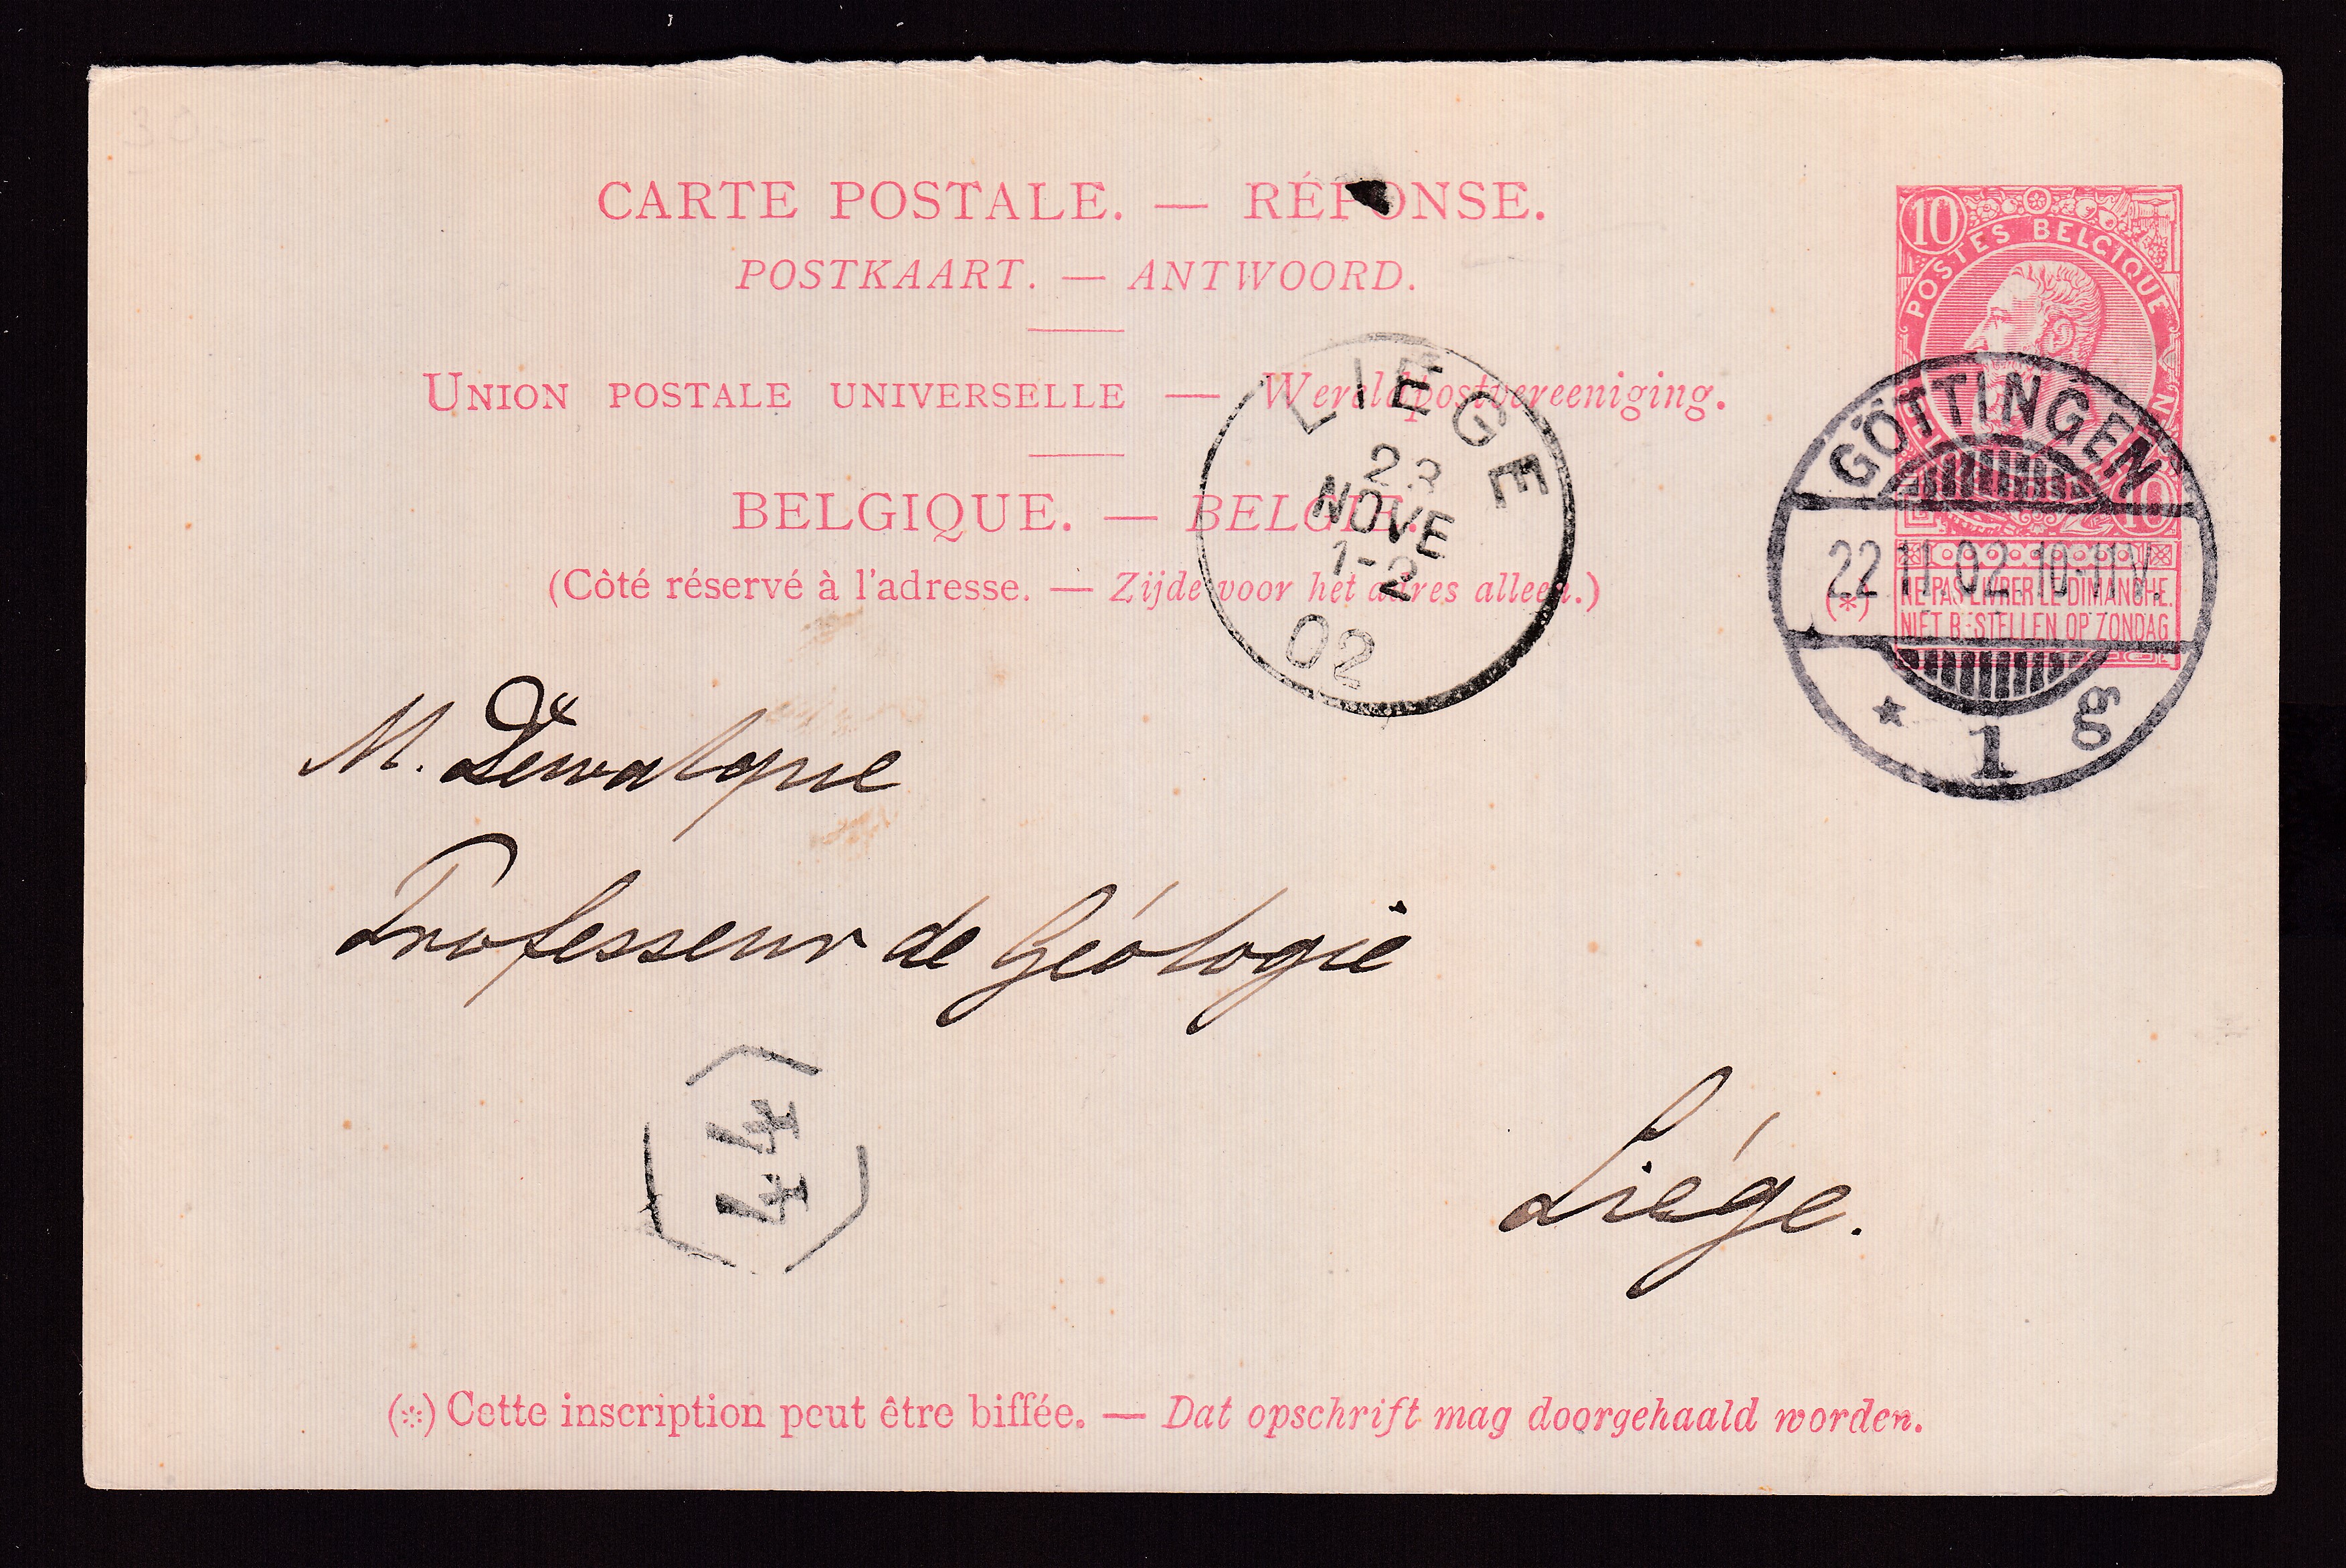 CARTE POSTALE. — RÉPONSE.
POSTKAART. — ANTWOORD.
UNION POSTALE UNIVERSELLE — Wereldpostvereeniging.
BELGIQUE. — BELGIË.
(Côté réservé à l'adresse. — Zijde voor het adres alleen.)
10
POSTES BELGIQUE
10
(*) NE PAS LIVRER LE DIMANCHE.
NIET BESTELLEN OP ZONDAG
GÖTTINGEN
22.11.02.10-11V.
* 1 g
LIEGE
23
NOVE
1-2
02
M. Dewalque
Professeur de Géologie
44
Liége.
(*) Cette inscription peut être biffée. — Dat opschrift mag doorgehaald worden.